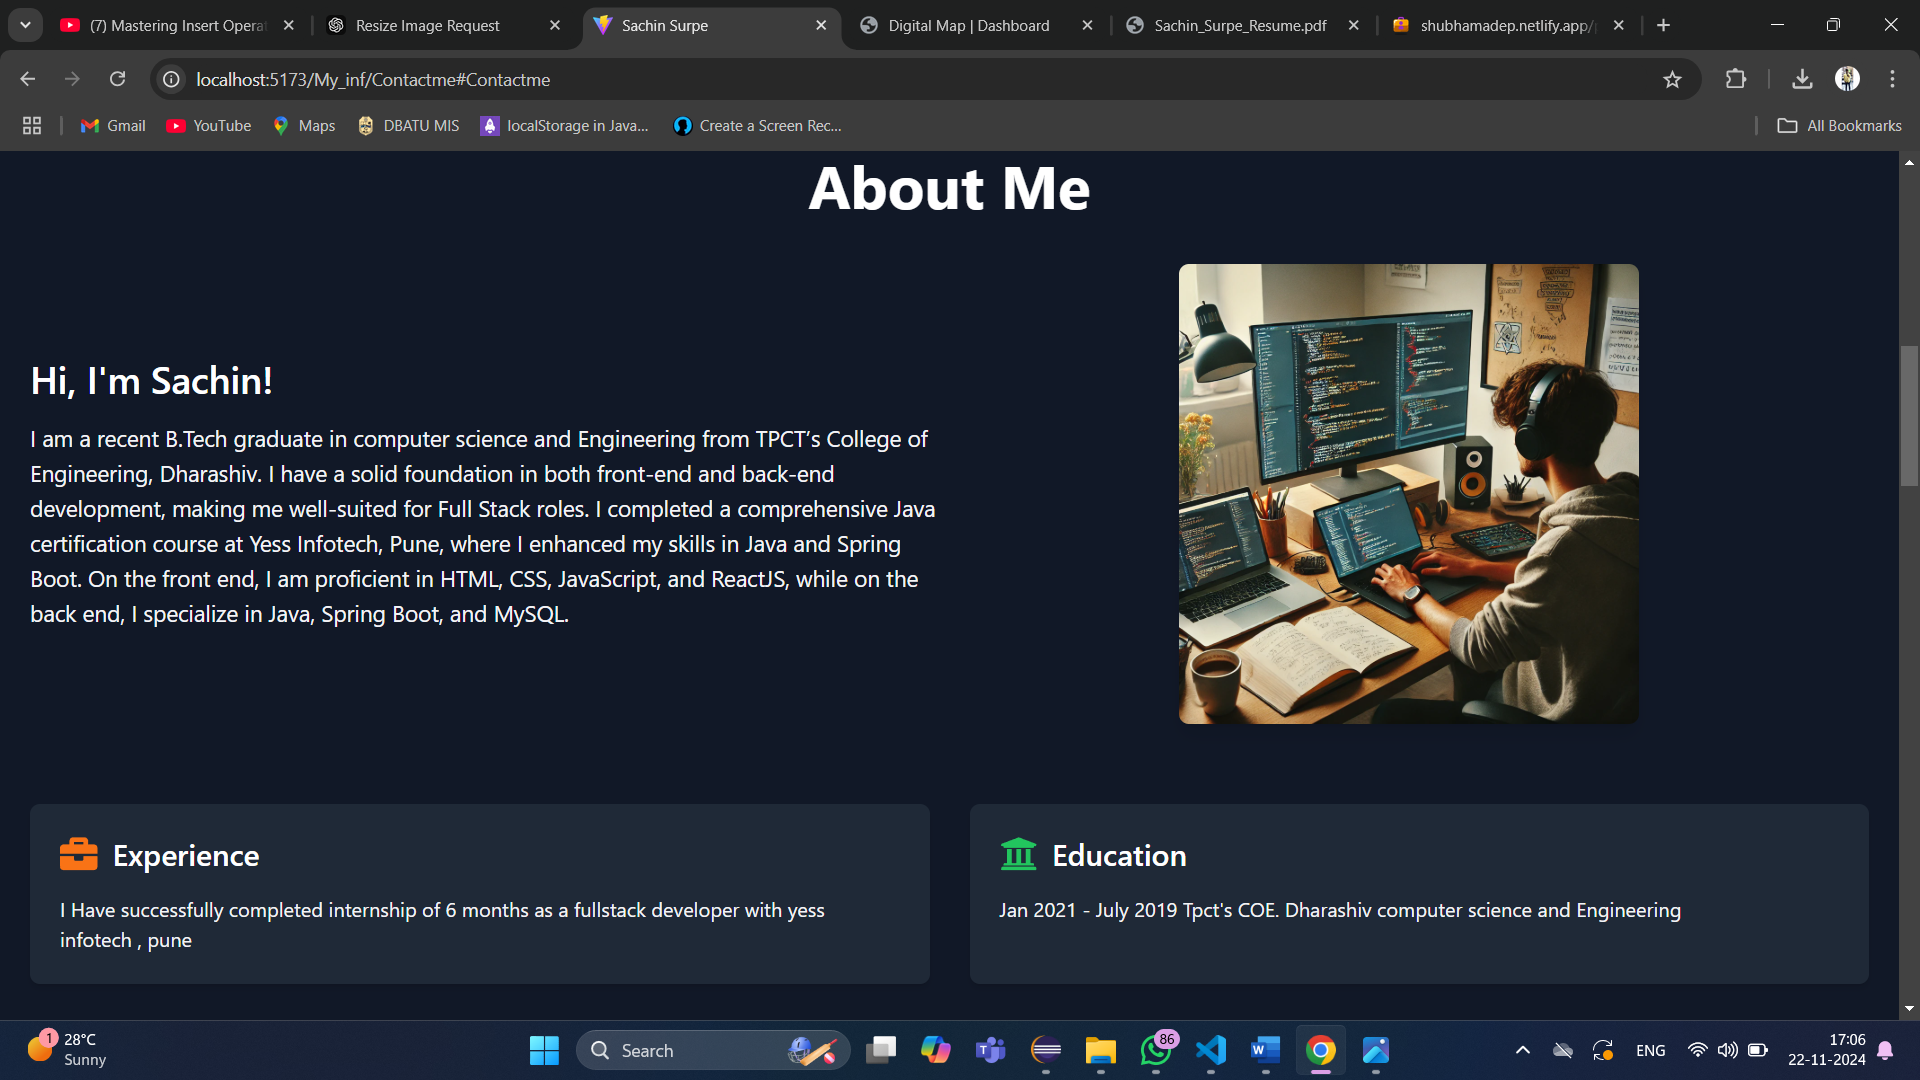 (7) Mastering Insert Operat
Resize Image Request
Sachin Surpe
Digital Map | Dashboard
Sachin_Surpe_Resume.pdf
shubhamadep.netlify.app/
localhost:5173/My_inf/Contactme#Contactme
Gmail
YouTube
Maps
DBATU MIS
localStorage in Java...
Create a Screen Rec...
All Bookmarks
About Me
Hi, I'm Sachin!
I am a recent B.Tech graduate in computer science and Engineering from TPCT’s College of
Engineering, Dharashiv. I have a solid foundation in both front-end and back-end
development, making me well-suited for Full Stack roles. I completed a comprehensive Java
certification course at Yess Infotech, Pune, where I enhanced my skills in Java and Spring
Boot. On the front end, I am proficient in HTML, CSS, JavaScript, and ReactJS, while on the
back end, I specialize in Java, Spring Boot, and MySQL.
Experience
I Have successfully completed internship of 6 months as a fullstack developer with yess
infotech , pune
Education
Jan 2021 - July 2019 Tpct's COE. Dharashiv computer science and Engineering
1
28°C
Sunny
Search
86
ENG
17:06
22-11-2024